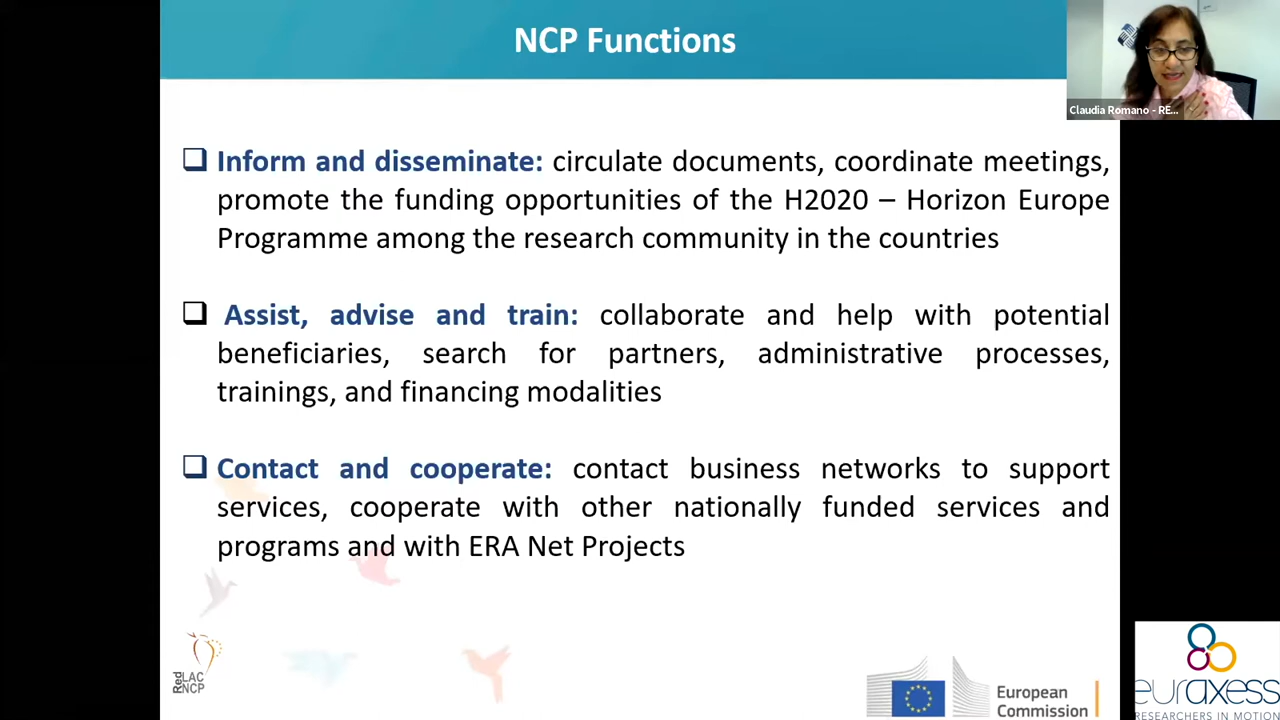 NCP Functions
Claudia Romano - RE...
Inform and disseminate: circulate documents, coordinate meetings,
promote the funding opportunities of the H2020 – Horizon Europe
Programme among the research community in the countries
Assist, advise and train: collaborate and help with potential
beneficiaries, search for partners, administrative processes,
trainings, and financing modalities
Contact and cooperate: contact business networks to support
services, cooperate with other nationally funded services and
programs and with ERA Net Projects
Red LAC
NCP
European
Commission
euraxess
RESEARCHERS IN MOTION